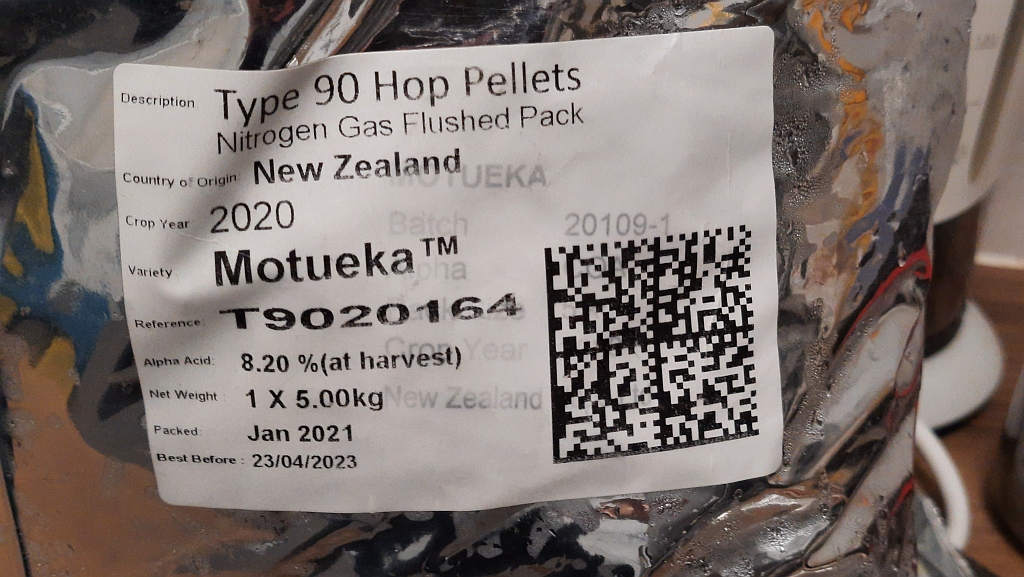 Description: Type 90 Hop Pellets
Nitrogen Gas Flushed Pack
Country of Origin: New Zealand
MOTUEKA
Crop Year 2020
Batch 20109-1
Variety Motueka™
Reference: T9020164
Alpha Acid: 8.20 %(at harvest)
Crop Year
Net Weight 1 X 5.00kg
New Zealand
Packed: Jan 2021
Best Before : 23/04/2023